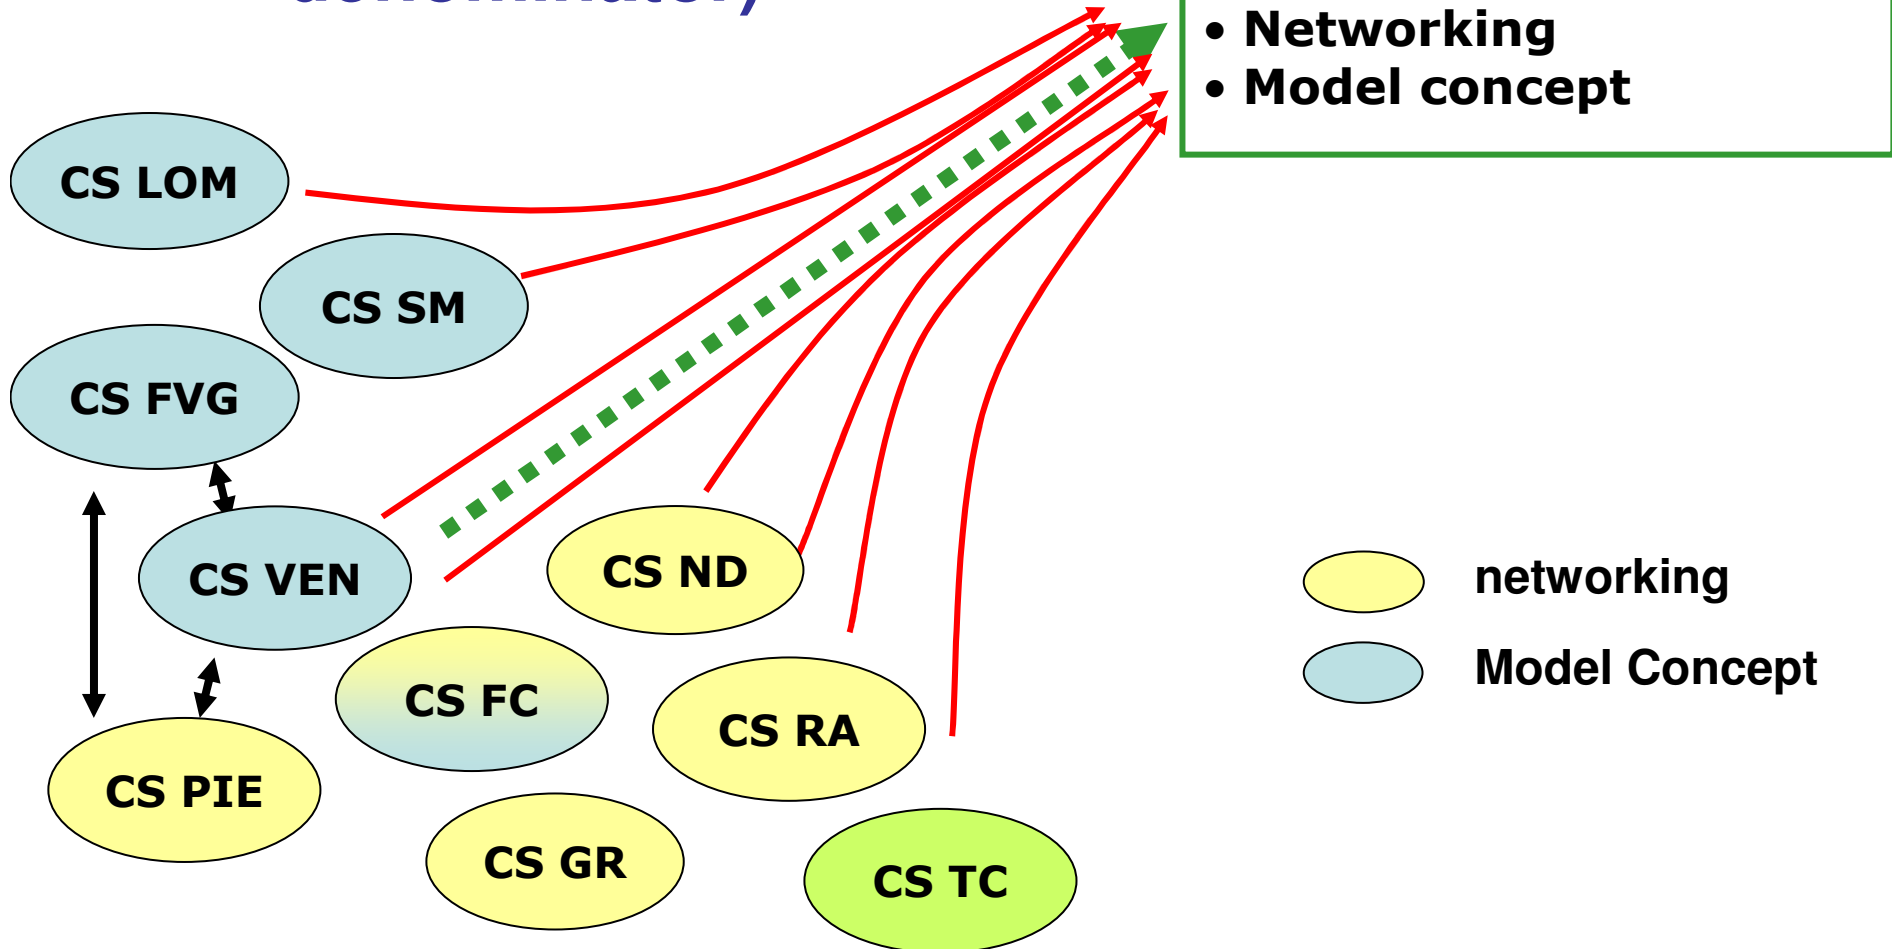 denominator)
• Networking
• Model concept
CS LOM
CS SM
CS FVG
CS VEN
CS ND
CS FC
CS RA
CS PIE
CS GR
CS TC
networking
Model Concept